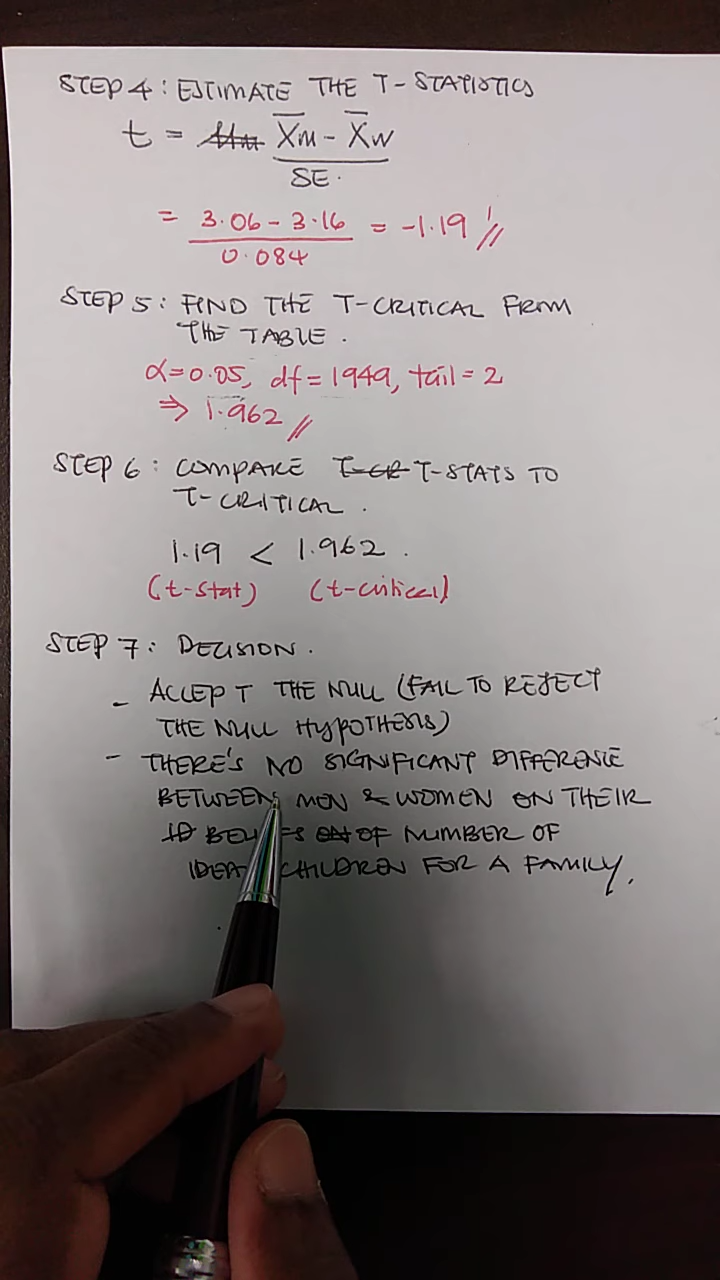 STEP 4: ESTIMATE THE T-STATISTICS
t = X̅m - X̅w
SE.
= 3.06 - 3.16 = -1.19 //
0.084
STEP 5: FIND THE T-CRITICAL FROM
THE TABLE.
α=0.05, df=1949, tail=2
⇒ 1.962 //
STEP 6: COMPARE T-CR T-STATS TO
T-CRITICAL.
1.19 < 1.962.
(t-stat) (t-critical)
STEP 7: DECISION.
- ACCEPT THE NULL (FAIL TO REJECT
THE NULL HYPOTHESIS)
- THERE'S NO SIGNIFICANT DIFFERENCE
BETWEEN MEN & WOMEN ON THEIR
OF NUMBER OF
CHILDREN FOR A FAMILY.